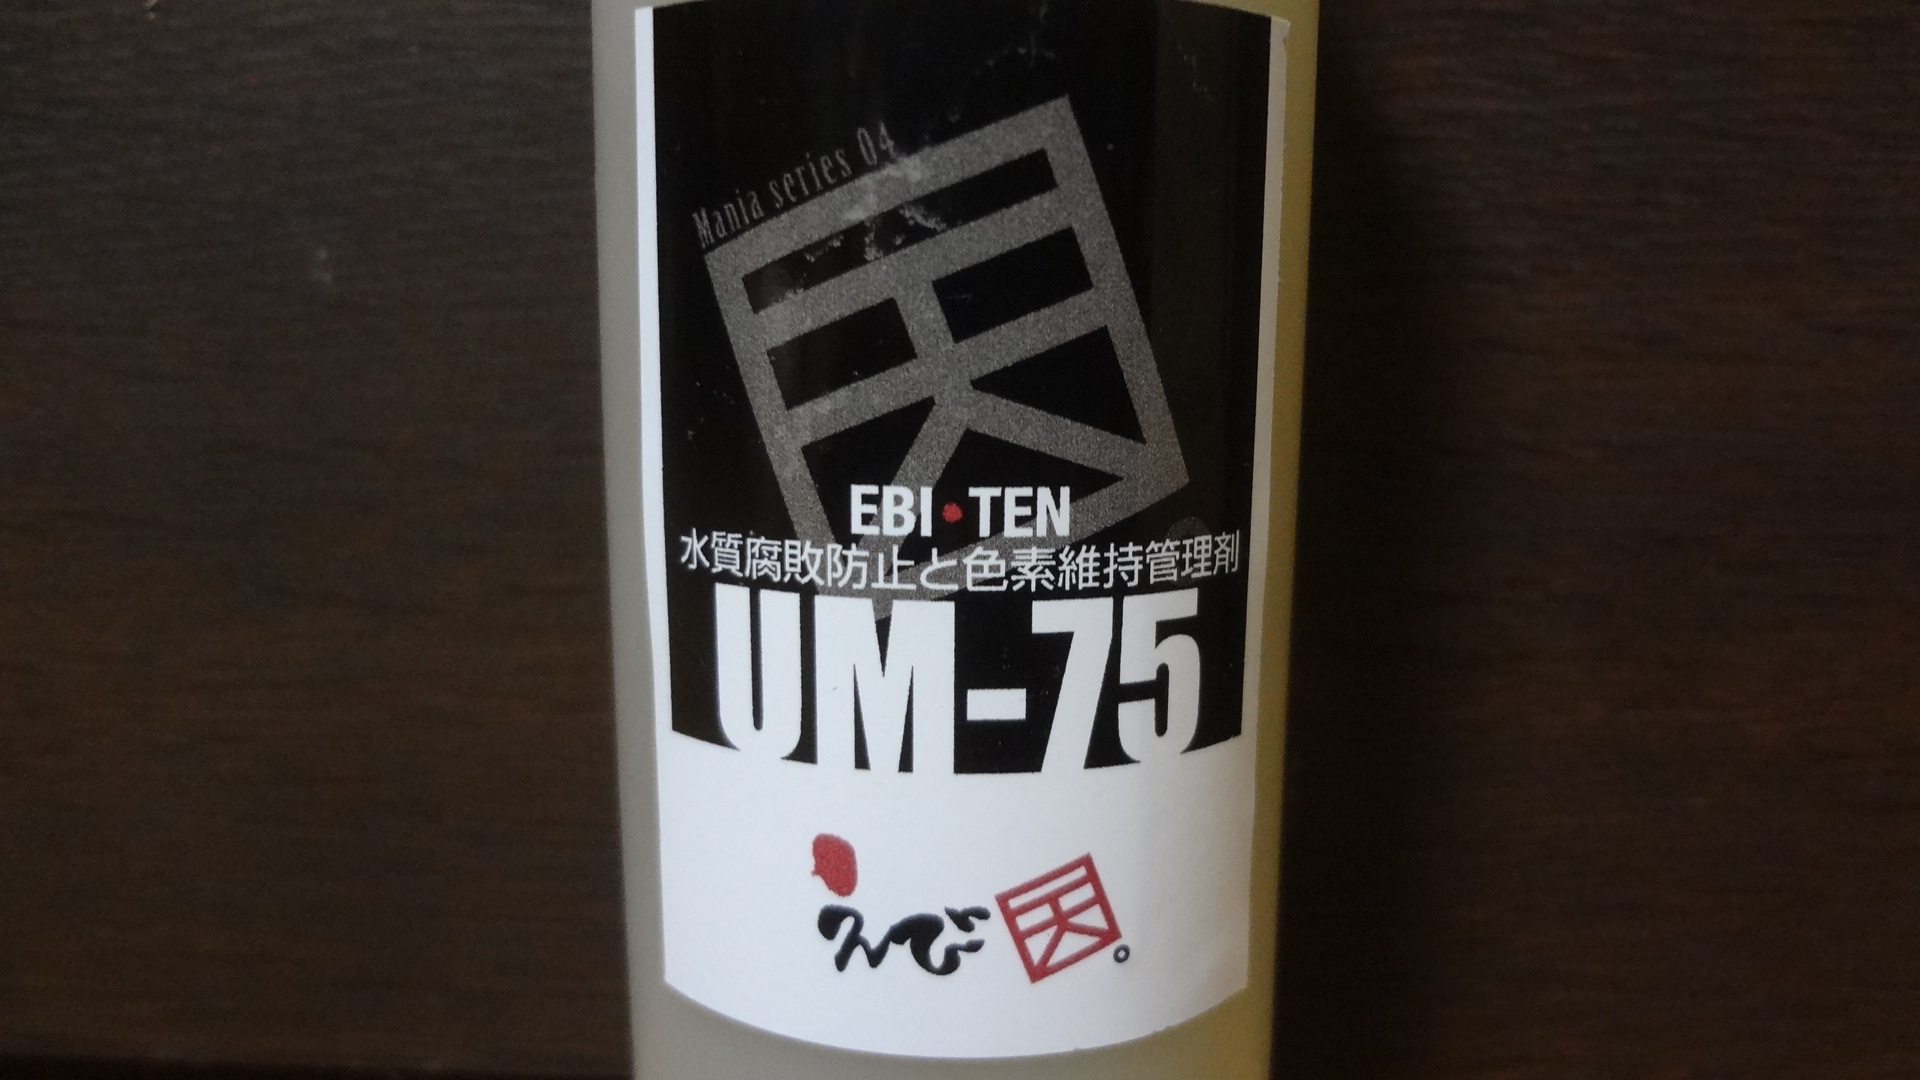 Mania series 04
天
EBI・TEN
水質腐敗防止と色素維持管理剤
UM-75
えび天。